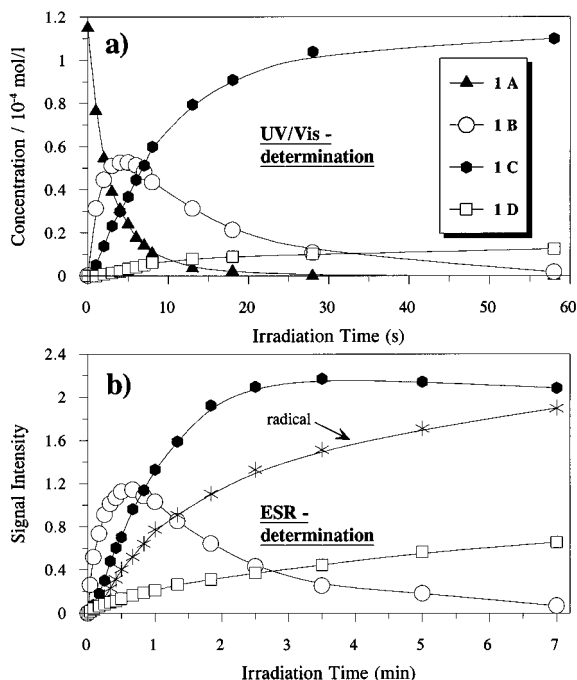 a)
Concentration / 10⁻⁴ mol/l
1.2
1
0.8
0.6
0.4
0.2
0
UV/Vis -
determination
1 A
1 B
1 C
1 D
0 10 20 30 40 50 60
Irradiation Time (s)
b)
Signal Intensity
2.4
2
1.6
1.2
0.8
0.4
0
radical
ESR -
determination
0 1 2 3 4 5 6 7
Irradiation Time (min)